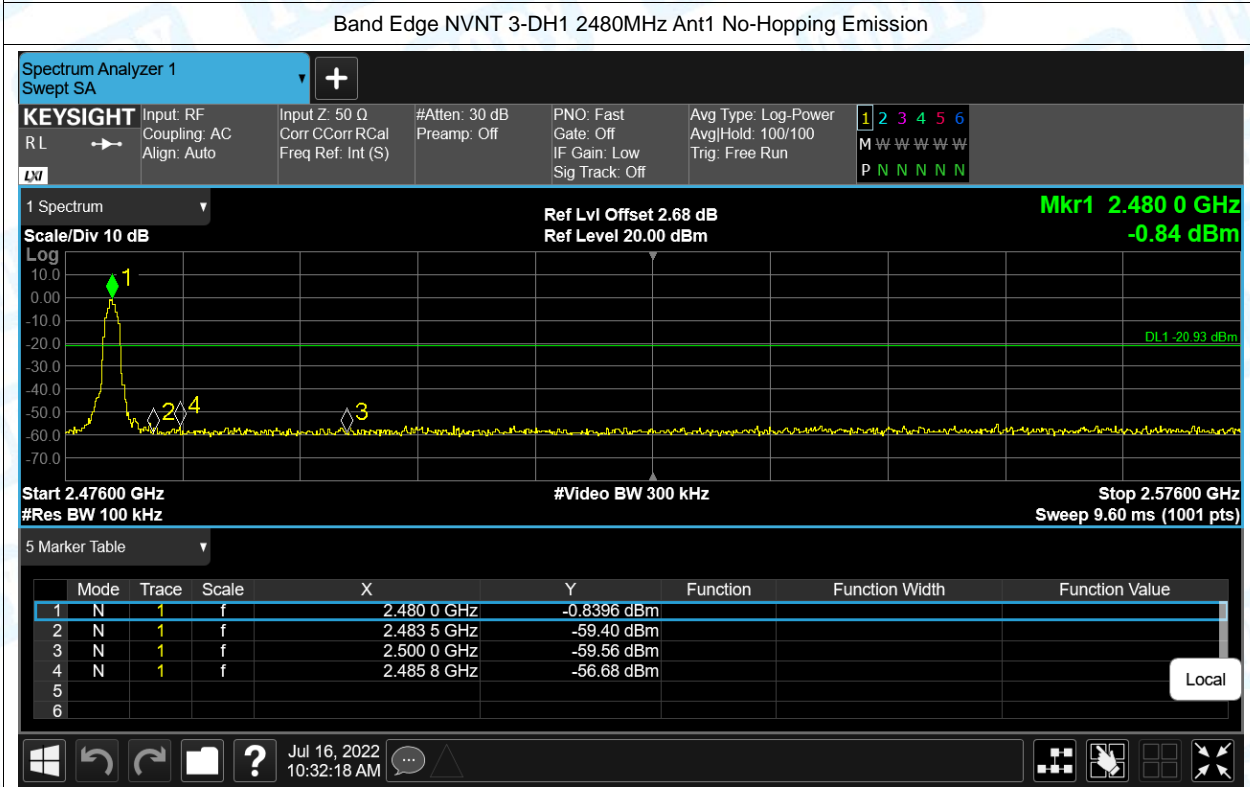 Band Edge NVNT 3-DH1 2480MHz Ant1 No-Hopping Emission
Spectrum Analyzer 1
Swept SA
KEYSIGHT
R L
LXI
Input: RF
Coupling: AC
Align: Auto
Input Z: 50 Ω
Corr CCorr RCal
Freq Ref: Int (S)
#Atten: 30 dB
Preamp: Off
PNO: Fast
Gate: Off
IF Gain: Low
Sig Track: Off
Avg Type: Log-Power
Avg|Hold: 100/100
Trig: Free Run
1 2 3 4 5 6
M W W W W W
P N N N N N
1 Spectrum
Scale/Div 10 dB
Ref Lvl Offset 2.68 dB
Ref Level 20.00 dBm
Mkr1 2.480 0 GHz
-0.84 dBm
Log
10.0
0.00
-10.0
-20.0
-30.0
-40.0
-50.0
-60.0
-70.0
1
2
4
3
DL1 -20.93 dBm
Start 2.47600 GHz
#Video BW 300 kHz
Stop 2.57600 GHz
#Res BW 100 kHz
Sweep 9.60 ms (1001 pts)
5 Marker Table
Mode Trace Scale X Y Function Function Width Function Value
1 N 1 f 2.480 0 GHz -0.8396 dBm
2 N 1 f 2.483 5 GHz -59.40 dBm
3 N 1 f 2.500 0 GHz -59.56 dBm
4 N 1 f 2.485 8 GHz -56.68 dBm
5
6
Local
?
Jul 16, 2022
10:32:18 AM